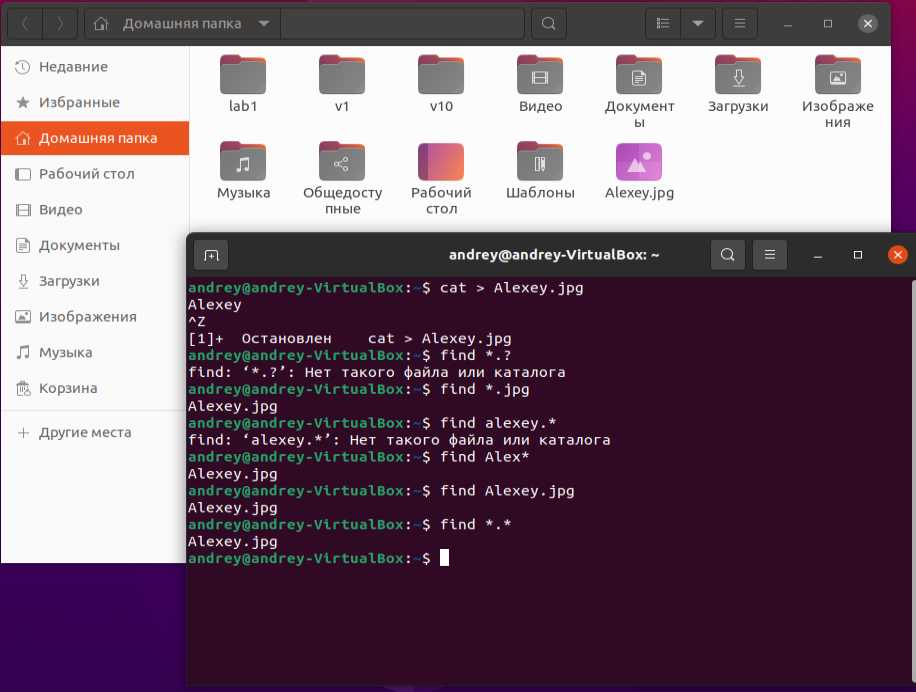 Домашняя папка
Недавние
Избранные
Домашняя папка
Рабочий стол
Видео
Документы
Загрузки
Изображения
Музыка
Корзина
Другие места
lab1
v1
v10
Видео
Документ
ы
Загрузки
Изображе
ния
Музыка
Общедосту
пные
Рабочий
стол
Шаблоны
Alexey.jpg
andrey@andrey-VirtualBox: ~
andrey@andrey-VirtualBox:~$ cat > Alexey.jpg
Alexey
^Z
[1]+  Остановлен    cat > Alexey.jpg
andrey@andrey-VirtualBox:~$ find *.?
find: ‘*.?’: Нет такого файла или каталога
andrey@andrey-VirtualBox:~$ find *.jpg
Alexey.jpg
andrey@andrey-VirtualBox:~$ find alexey.*
find: ‘alexey.*’: Нет такого файла или каталога
andrey@andrey-VirtualBox:~$ find Alex*
Alexey.jpg
andrey@andrey-VirtualBox:~$ find Alexey.jpg
Alexey.jpg
andrey@andrey-VirtualBox:~$ find *.*
Alexey.jpg
andrey@andrey-VirtualBox:~$